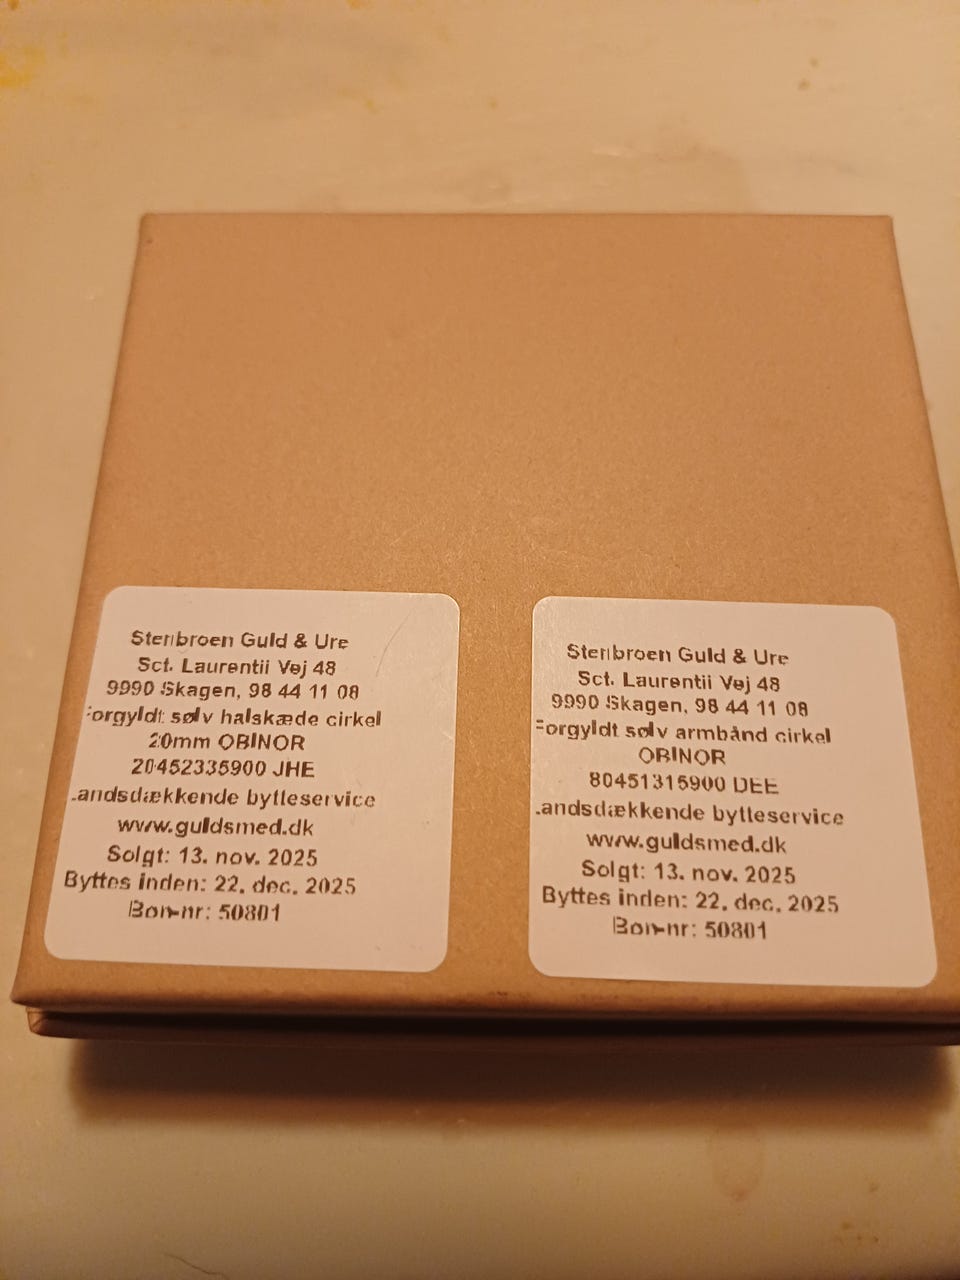 Stenbroen Guld & Ure
Sct. Laurentii Vej 48
9990 Skagen, 98 44 11 08
Forgyldt sølv halskæde cirkel
20mm OBINOR
20452335900 JHE
Landsdækkende bytteservice
www.guldsmed.dk
Solgt: 13. nov. 2025
Byttes inden: 22. dec. 2025
Bon-nr: 50801
Stenbroen Guld & Ure
Sct. Laurentii Vej 48
9990 Skagen, 98 44 11 08
Forgyldt sølv armbånd cirkel
OBINOR
80451315900 DEE
Landsdækkende bytteservice
www.guldsmed.dk
Solgt: 13. nov. 2025
Byttes inden: 22. dec. 2025
Bon-nr: 50801